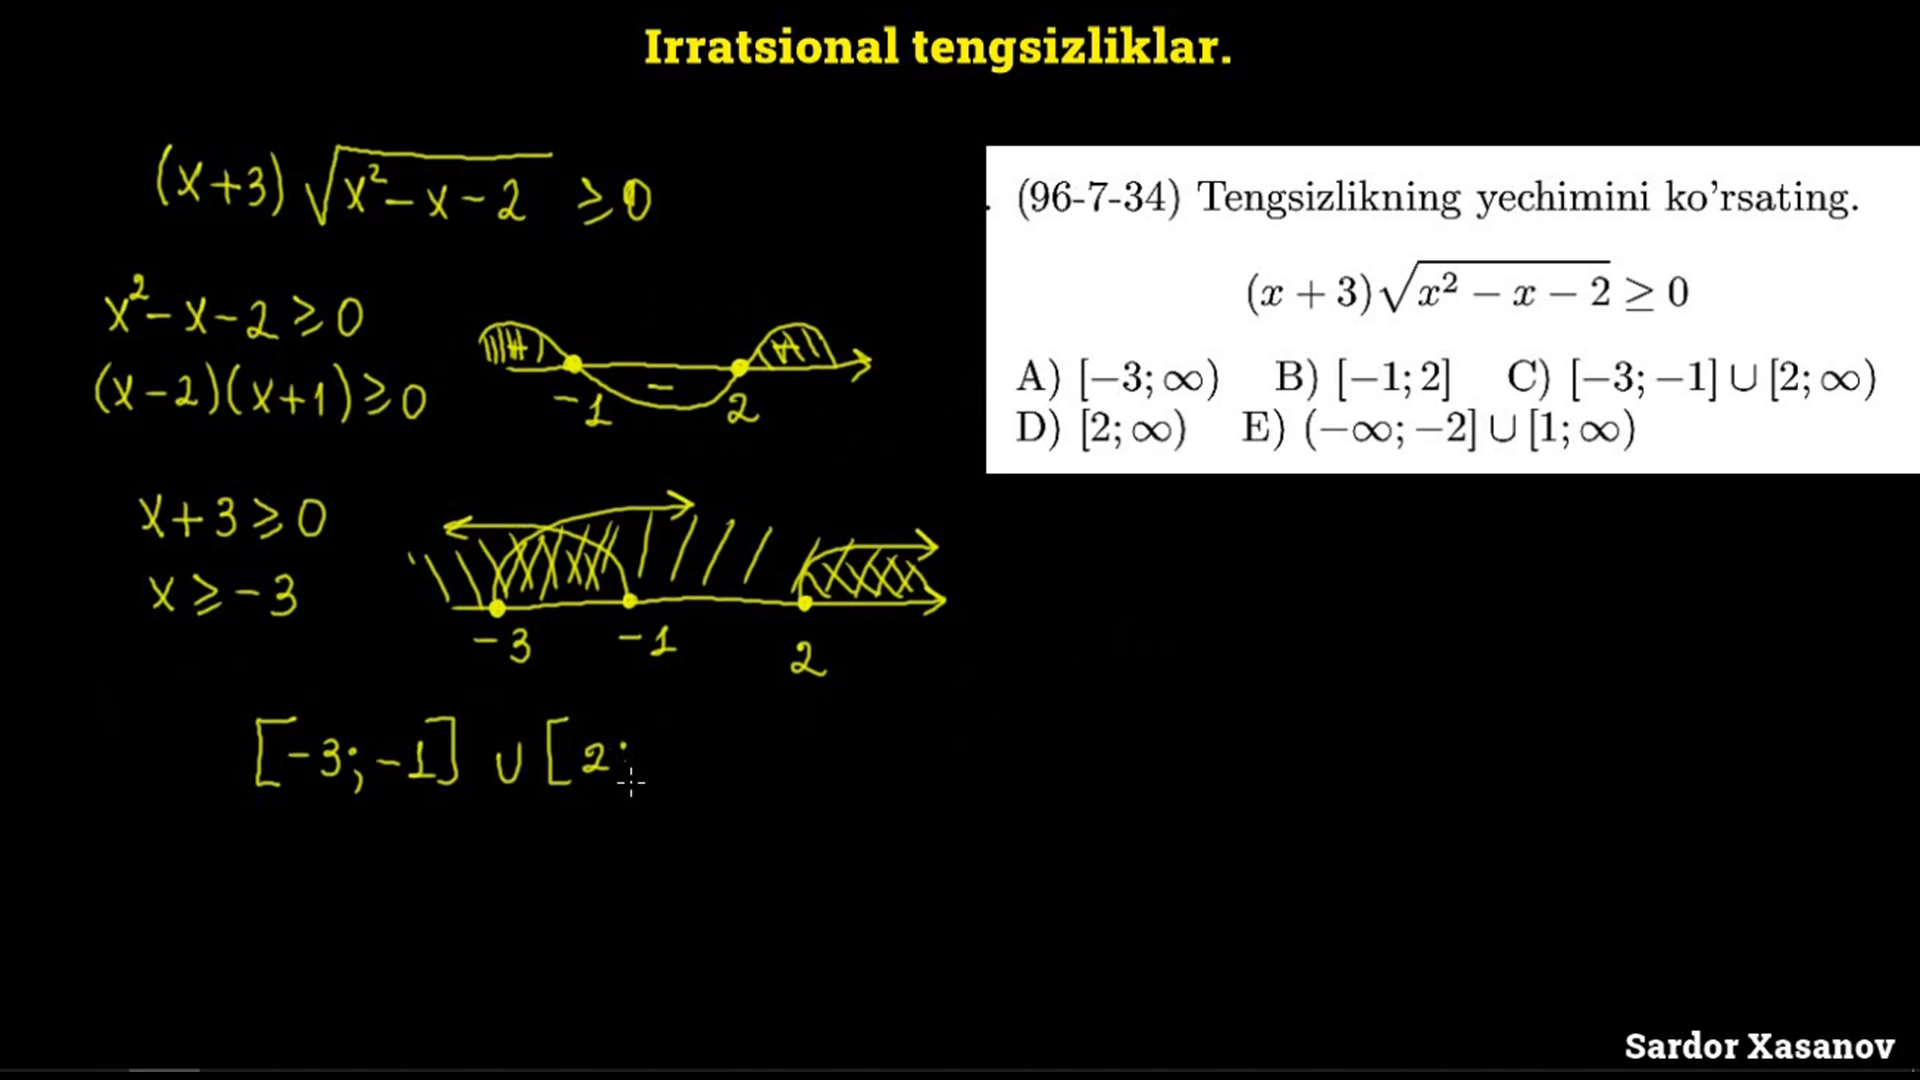 Irratsional tengsizliklar.
(x+3) √(x²-x-2) ≥0
x²-x-2≥0
(x-2)(x+1)≥0
-
-1 2
x+3≥0
x≥-3
-3 -1 2
[-3;-1] ∪ [2;
. (96-7-34) Tengsizlikning yechimini ko’rsating.
(x + 3)√(x² − x − 2) ≥ 0
A) [−3; ∞) B) [−1; 2] C) [−3; −1] ∪ [2; ∞)
D) [2; ∞) E) (−∞; −2] ∪ [1; ∞)
Sardor Xasanov